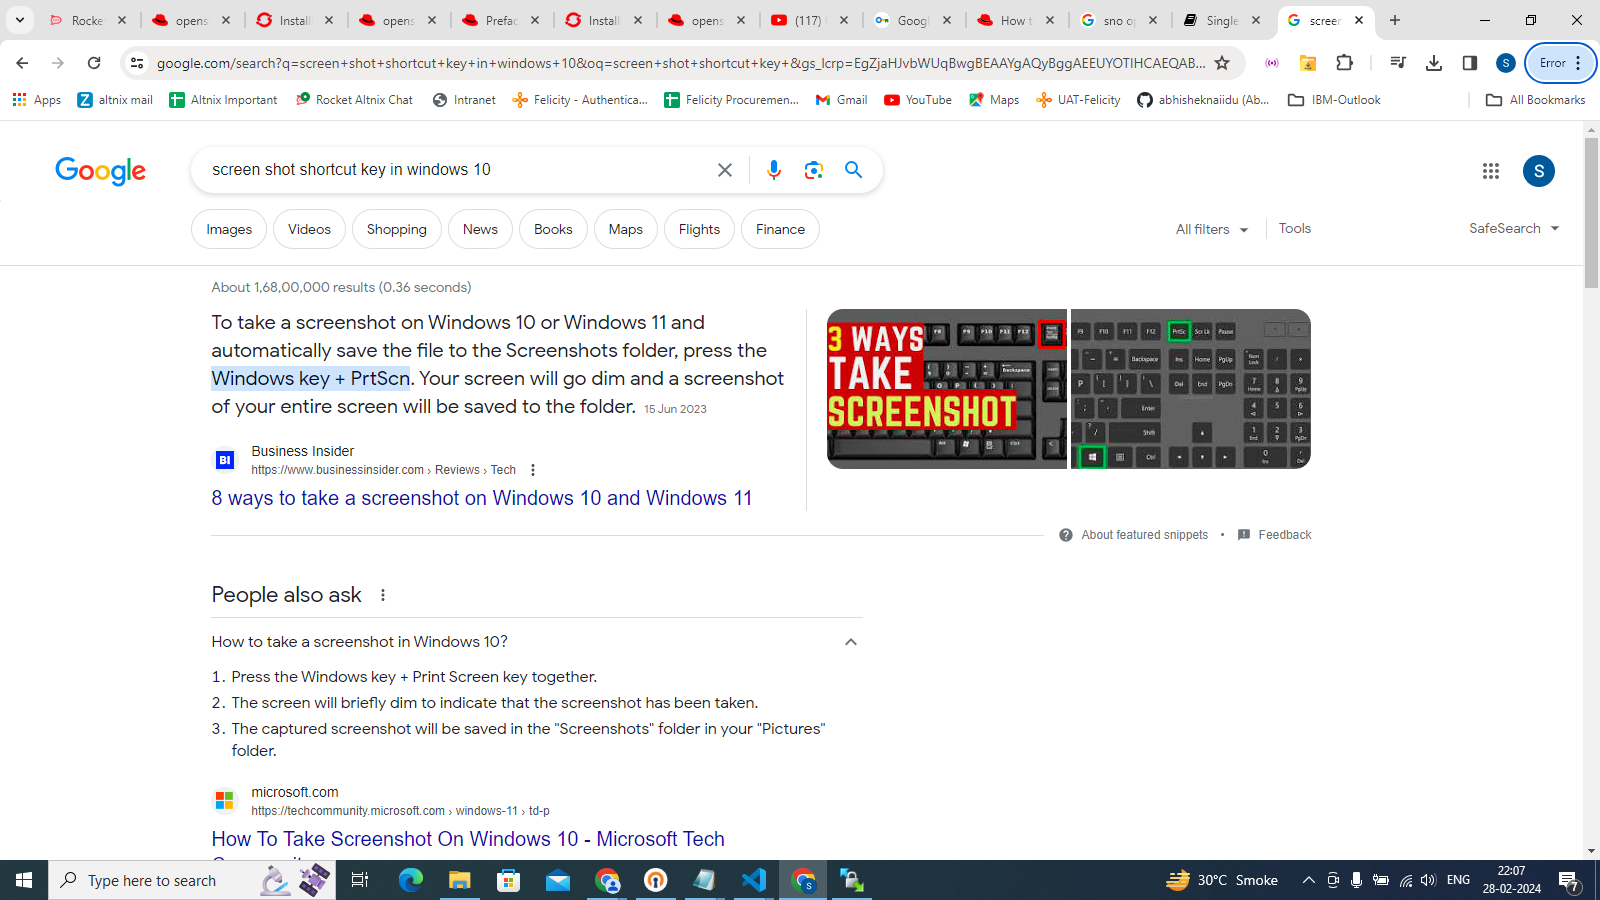 Rocke
opens
Install
opens
Prefac
Install
opens
(117)
Googl
How t
sno op
Single
screen
google.com/search?q=screen+shot+shortcut+key+in+windows+10&oq=screen+shot+shortcut+key+&gs_lcrp=EgZjaHJvbWUqBwgBEAAYgAQyBggAEEUYOTIHCAEQAB...
S
Error
Apps
altnix mail
Altnix Important
Rocket Altnix Chat
Intranet
Felicity - Authentica...
Felicity Procuremen...
Gmail
YouTube
Maps
UAT-Felicity
abhisheknaiidu (Ab...
IBM-Outlook
All Bookmarks
Google
screen shot shortcut key in windows 10
S
Images
Videos
Shopping
News
Books
Maps
Flights
Finance
All filters
Tools
SafeSearch
About 1,68,00,000 results (0.36 seconds)
To take a screenshot on Windows 10 or Windows 11 and
automatically save the file to the Screenshots folder, press the
Windows key + PrtScn. Your screen will go dim and a screenshot
of your entire screen will be saved to the folder. 15 Jun 2023
3 WAYS
TAKE
SCREENSHOT
BI
Business Insider
https://www.businessinsider.com › Reviews › Tech
8 ways to take a screenshot on Windows 10 and Windows 11
About featured snippets • Feedback
People also ask
How to take a screenshot in Windows 10?
1. Press the Windows key + Print Screen key together.
2. The screen will briefly dim to indicate that the screenshot has been taken.
3. The captured screenshot will be saved in the "Screenshots" folder in your "Pictures"
folder.
microsoft.com
https://techcommunity.microsoft.com › windows-11 › td-p
How To Take Screenshot On Windows 10 - Microsoft Tech
Type here to search
30°C Smoke
ENG
22:07
28-02-2024
7